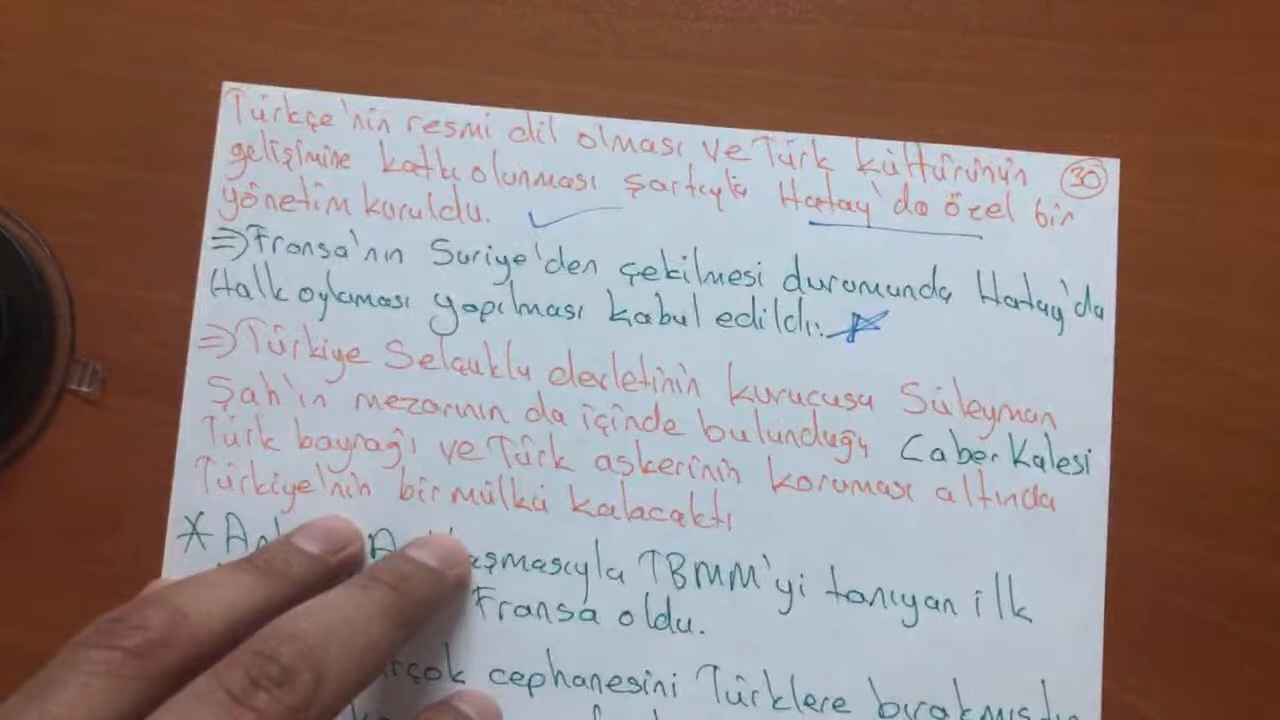 Türkçe'nin resmi dil olması ve Türk kültürünün
30
gelişimine katkı olunması şartıyla Hatay'da özel bir
yönetim kuruldu.
⇒ Fransa'nın Suriye'den çekilmesi durumunda Hatay'da
Halk oylaması yapılması kabul edildi.
⇒ Türkiye Selçuklu devletinin kurucusu Süleyman
Şah'ın mezarının da içinde bulunduğu Caber Kalesi
Türk bayrağı ve Türk askerinin koruması altında
Türkiye'nin bir mülkü kalacaktı
TBMM'yi tanıyan ilk
Fransa oldu.
cephanesini Türklere